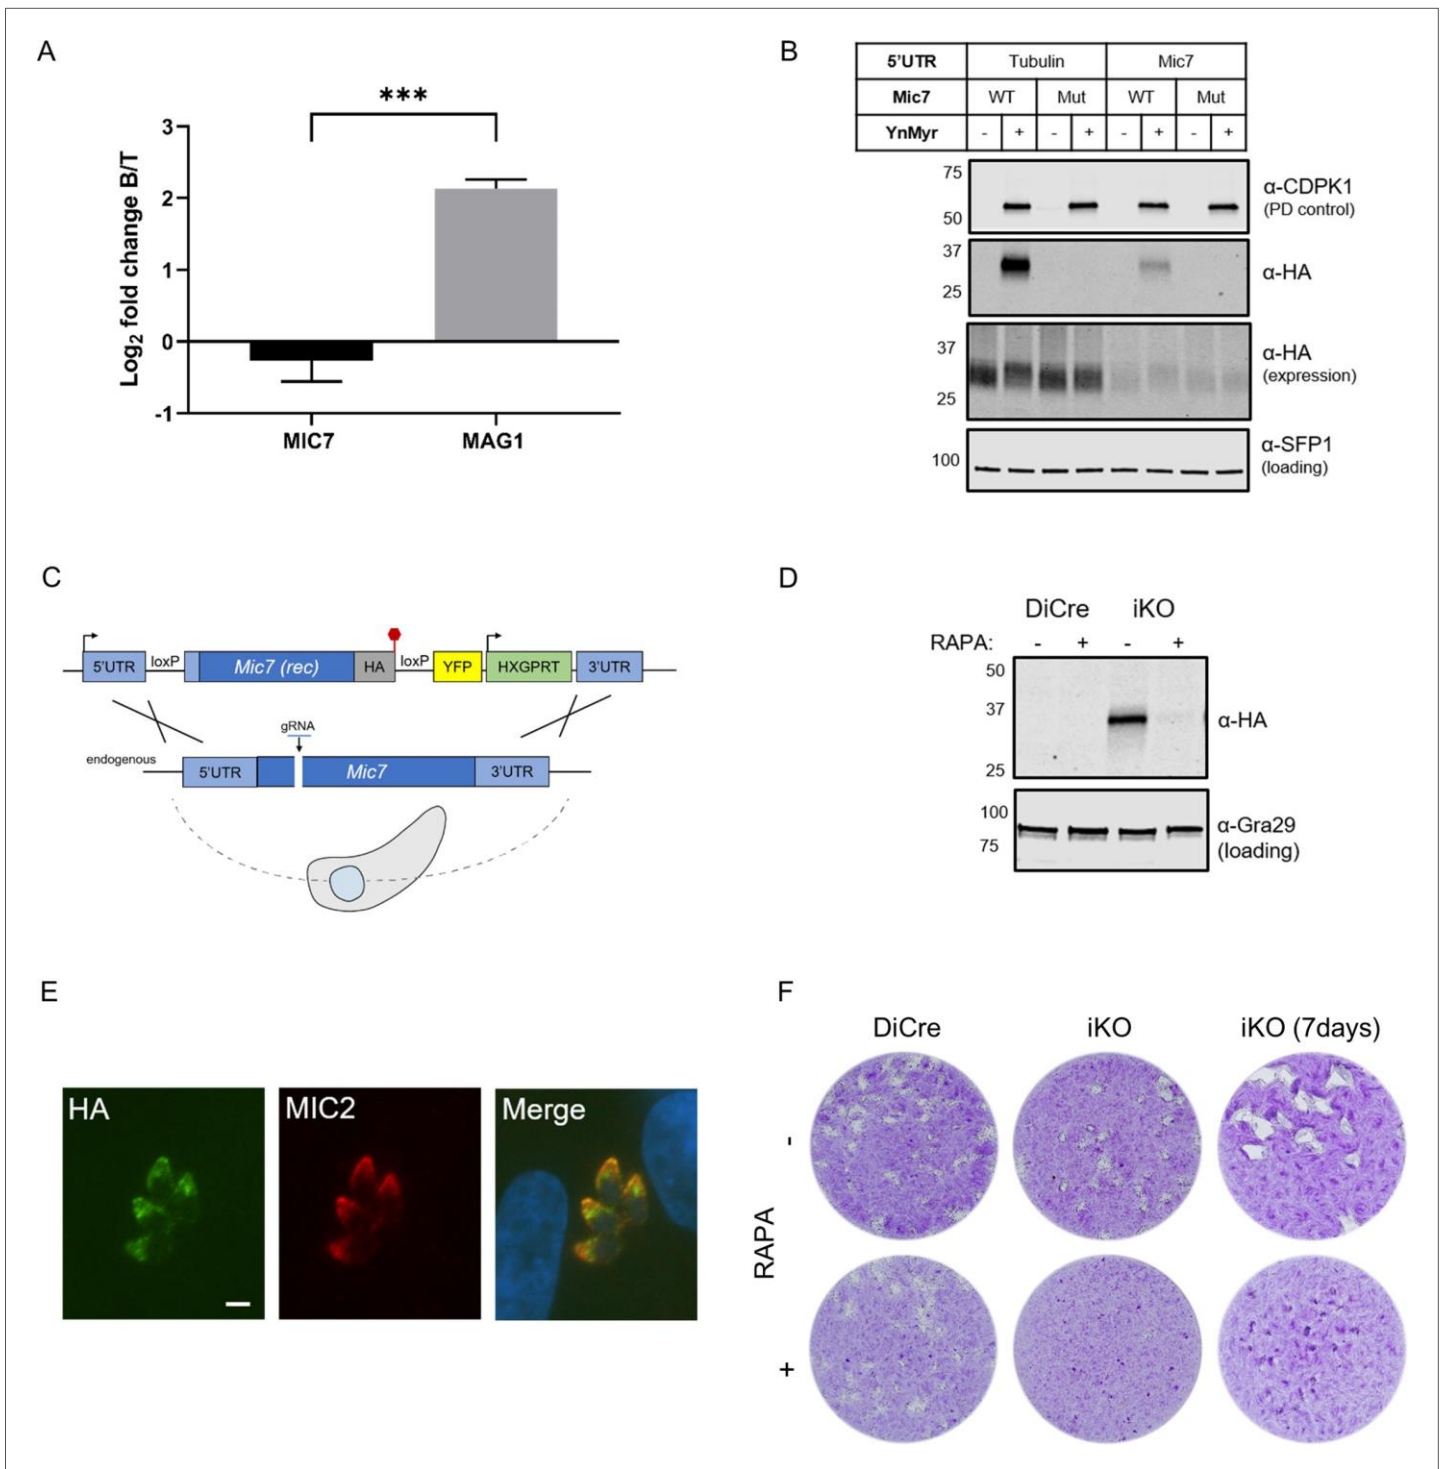 A
***
3
2
1
0
-1
Log2 fold change B/T
MIC7
MAG1
B
5'UTR Tubulin Mic7
Mic7 WT Mut WT Mut
YnMyr - + - + - + - +
75
50
α-CDPK1
(PD control)
37
25
α-HA
37
25
α-HA
(expression)
100
α-SFP1
(loading)
C
5'UTR loxP Mic7 (rec) HA loxP YFP HXGPRT 3'UTR
gRNA
endogenous
5'UTR Mic7 3'UTR
D
DiCre iKO
RAPA: - + - +
50
37
25
α-HA
100
75
α-Gra29
(loading)
E
HA
MIC2
Merge
F
DiCre iKO iKO (7days)
-
RAPA
+